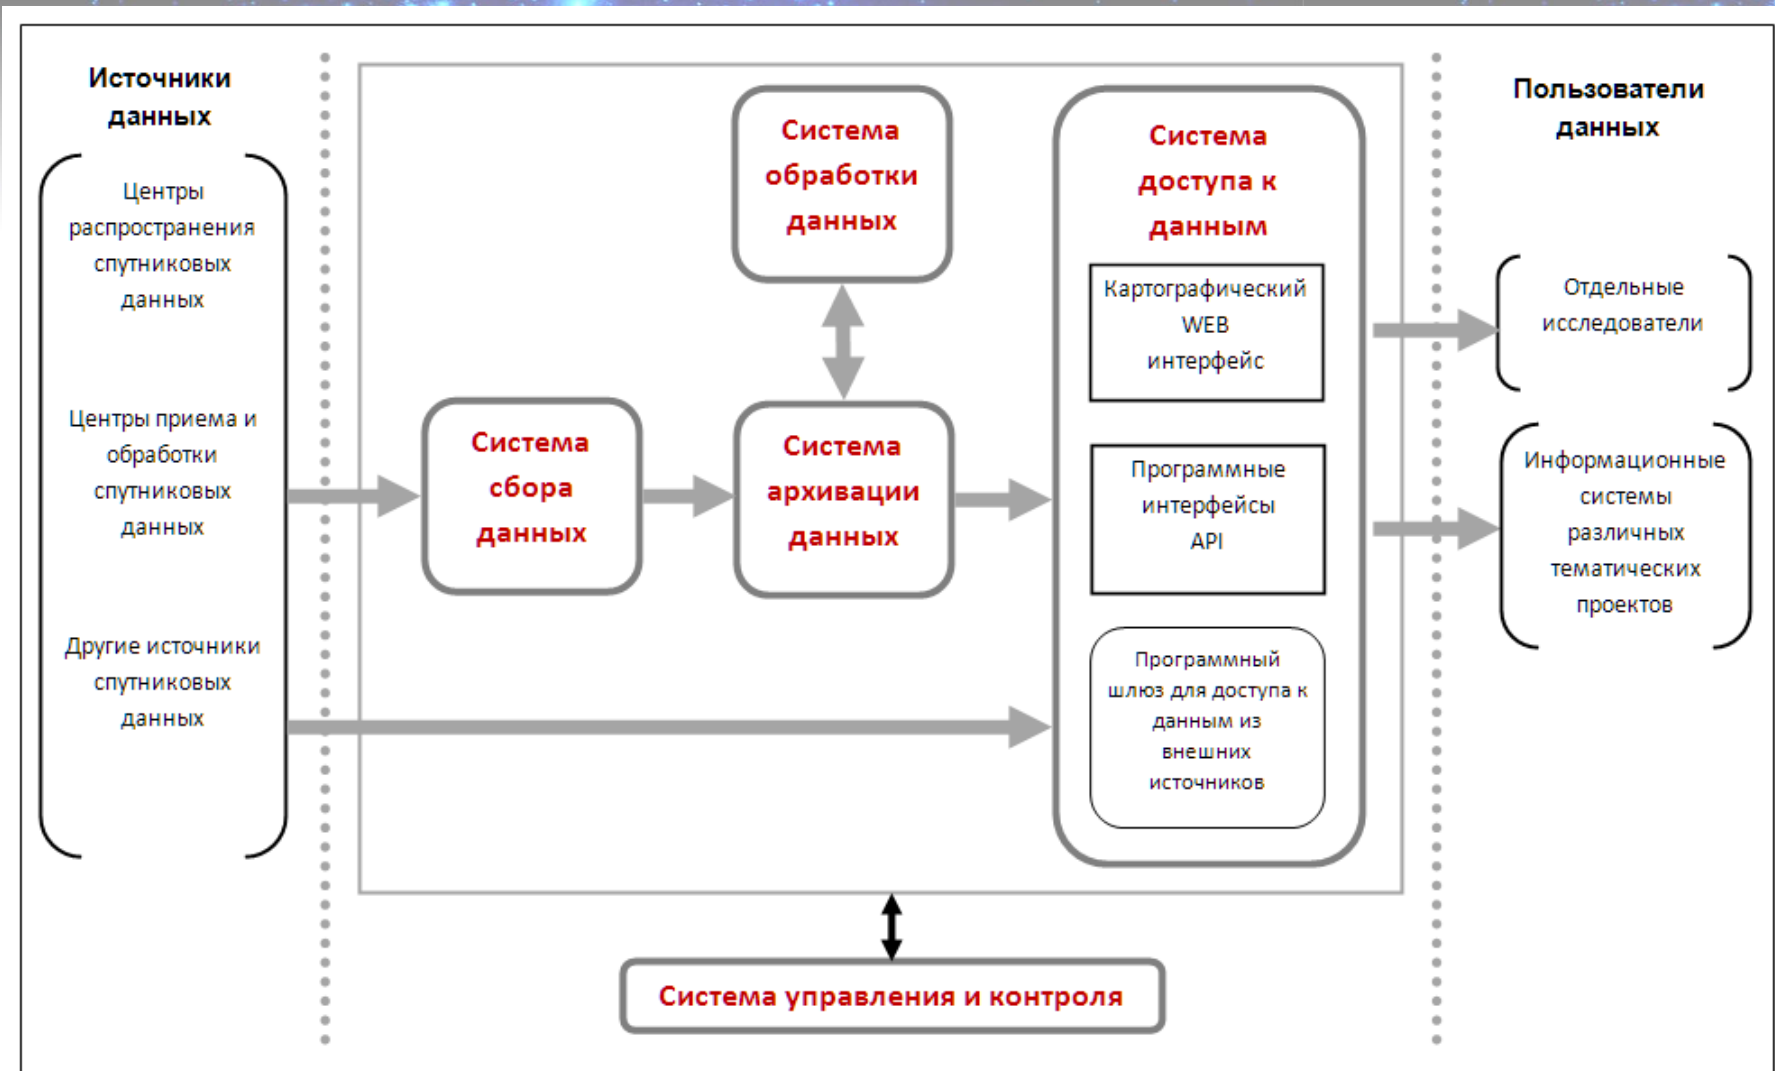 Источники
данных
Центры
распространения
спутниковых
данных
Центры приема и
обработки
спутниковых
данных
Другие источники
спутниковых
данных
Система
обработки
данных
Система
сбора
данных
Система
архивации
данных
Система
доступа к
данным
Картографический
WEB
интерфейс
Программные
интерфейсы
API
Программный
шлюз для доступа к
данным из
внешних
источников
Пользователи
данных
Отдельные
исследователи
Информационные
системы
различных
тематических
проектов
Система управления и контроля